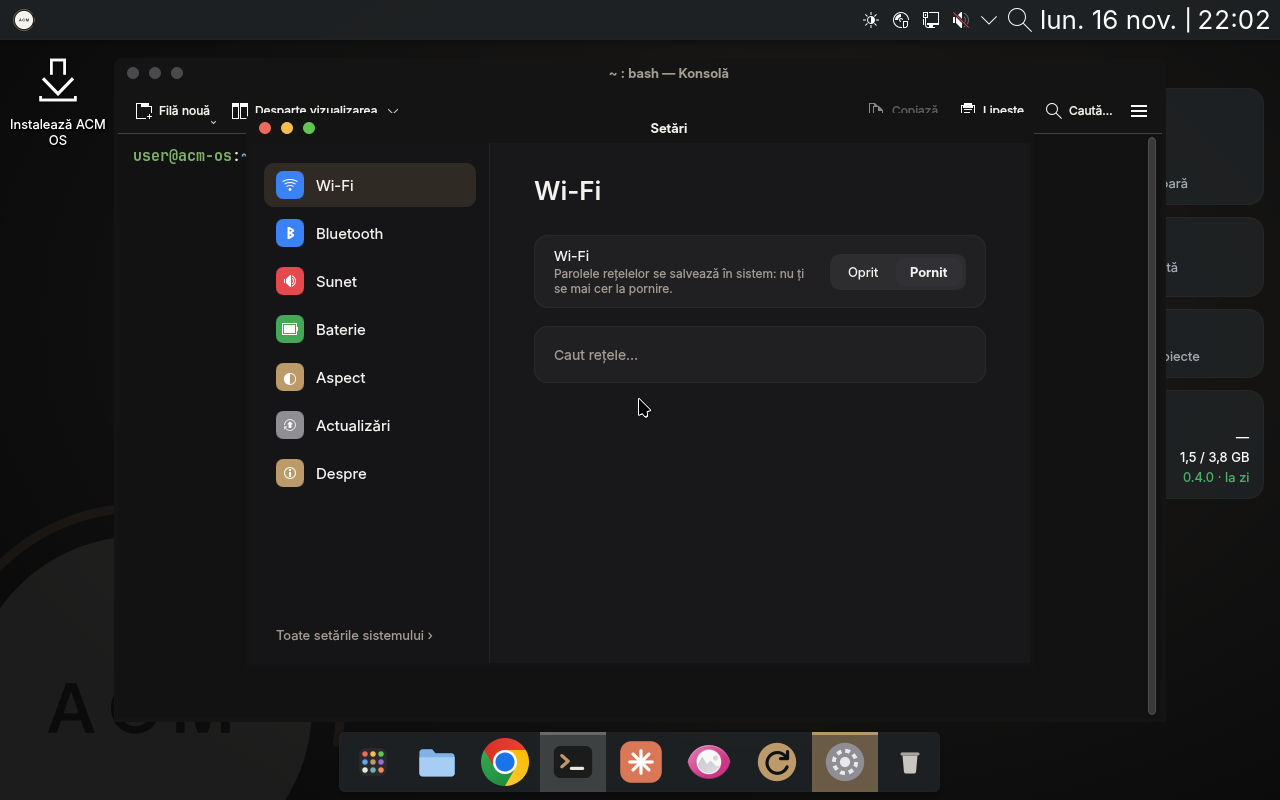 ACM
lun. 16 nov. | 22:02
Instalează ACM
OS
~ : bash — Konsolă
Filă nouă
Desparte vizualizarea
Copiază
Lipește
Caută...
user@acm-os:~
Setări
Wi-Fi
Bluetooth
Sunet
Baterie
Aspect
Actualizări
Despre
Toate setările sistemului ›
Wi-Fi
Wi-Fi
Parolele rețelelor se salvează în sistem: nu ți
se mai cer la pornire.
Oprit
Pornit
Caut rețele...
—
1,5 / 3,8 GB
0.4.0 · la zi
ACM